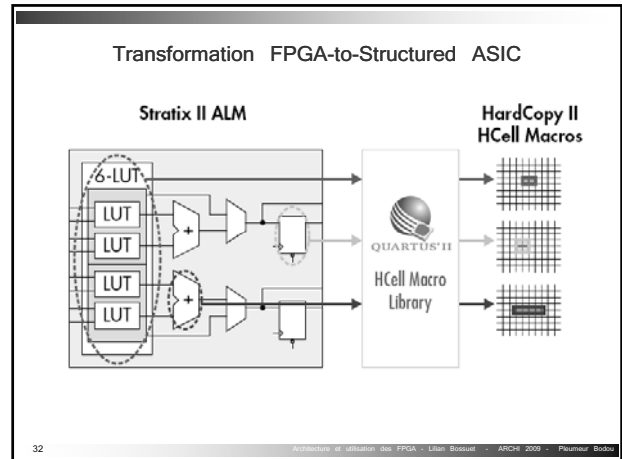 Transformation FPGA-to-Structured ASIC
Stratix II ALM
HardCopy II
HCell Macros
6-LUT
LUT
LUT
LUT
LUT
+
+
QUARTUS® II
HCell Macro
Library
32
Architecture et utilisation des FPGA - Lilian Bossuet - ARCHI 2009 - Pleumeur Bodou